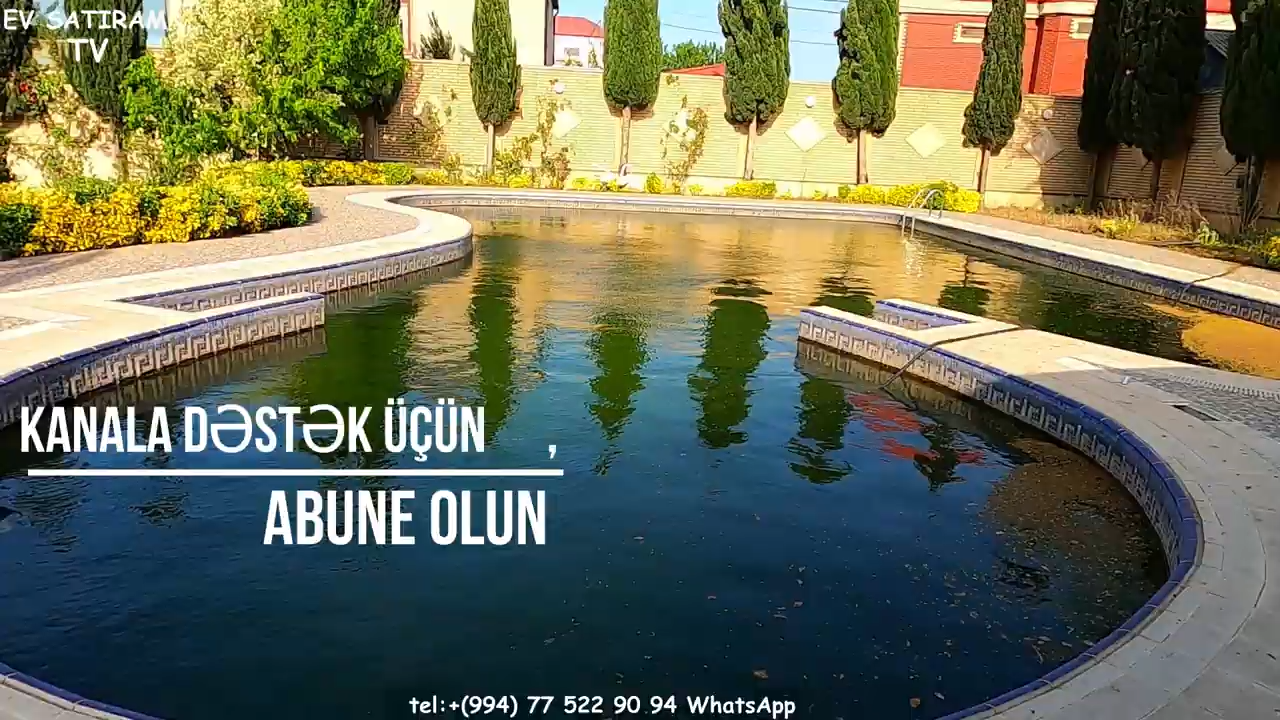 EV SATIRAM
TV
KANALA DƏSTƏK ÜÇÜN ,
ABUNE OLUN
tel:+(994) 77 522 90 94 WhatsApp